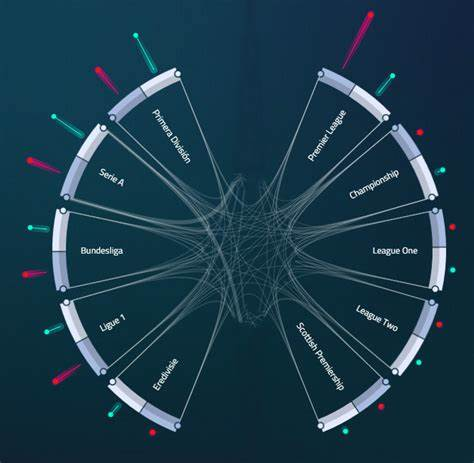 Primera División
Serie A
Bundesliga
Ligue 1
Eredivisie
Premier League
Championship
League One
League Two
Scottish Premiership